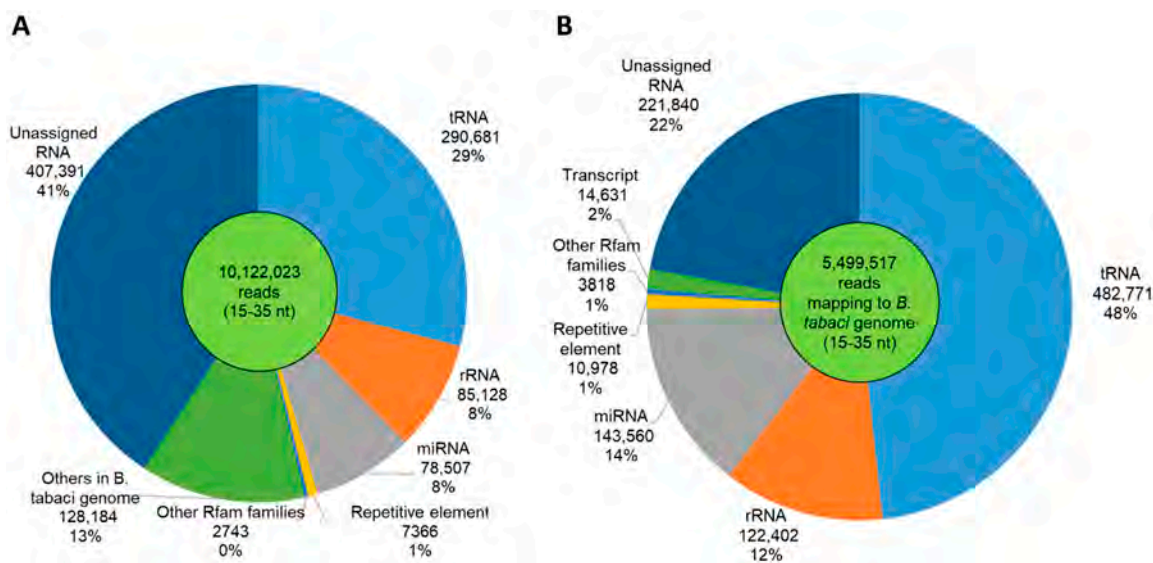 A
Unassigned
RNA
407,391
41%
tRNA
290,681
29%
10,122,023
reads
(15-35 nt)
rRNA
85,128
8%
miRNA
78,507
8%
Others in B.
tabaci genome
128,184
13%
Other Rfam families
2743
0%
Repetitive element
7366
1%
B
Unassigned
RNA
221,840
22%
Transcript
14,631
2%
Other Rfam
families
3818
1%
Repetitive
element
10,978
1%
miRNA
143,560
14%
5,499,517
reads
mapping to B.
tabaci genome
(15-35 nt)
tRNA
482,771
48%
rRNA
122,402
12%